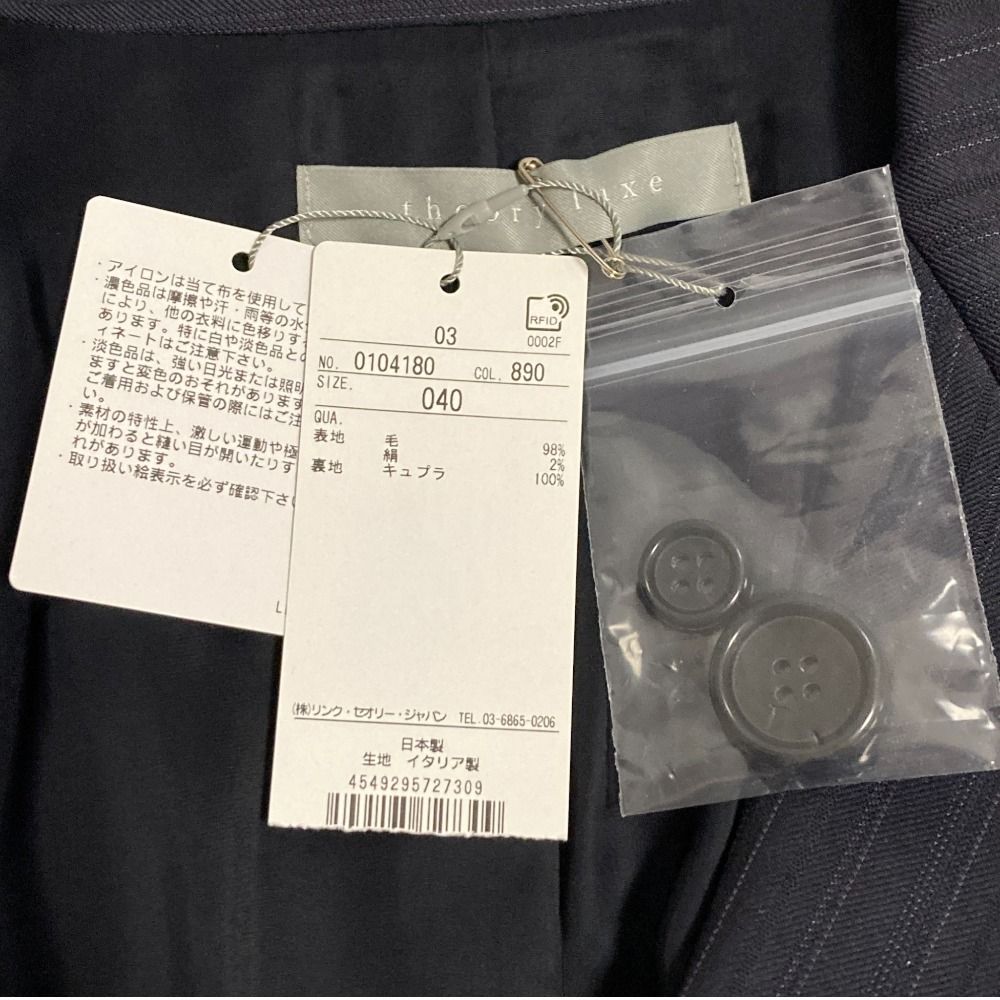 theory luxe
・アイロンは当て布を使用して
・濃色品は摩擦や汗・雨等の水
により、他の衣料に色移りす
あります。特に白や淡色品との
ィネートはご注意下さい。
・淡色品は、強い日光または照明
ますと変色のおそれがあります
ご着用および保管の際にはご注
い。
・素材の特性上、激しい運動や極
が加わると縫い目が開いたりす
れがあります。
・取り扱い絵表示を必ず確認下さい
RFID
03
0002F
NO. 0104180 COL. 890
SIZE.
040
QUA.
表地 毛 98%
絹 2%
裏地 キュプラ 100%
(株)リンク・セオリー・ジャパン TEL.03-6865-0206
日本製
生地 イタリア製
4549295727309